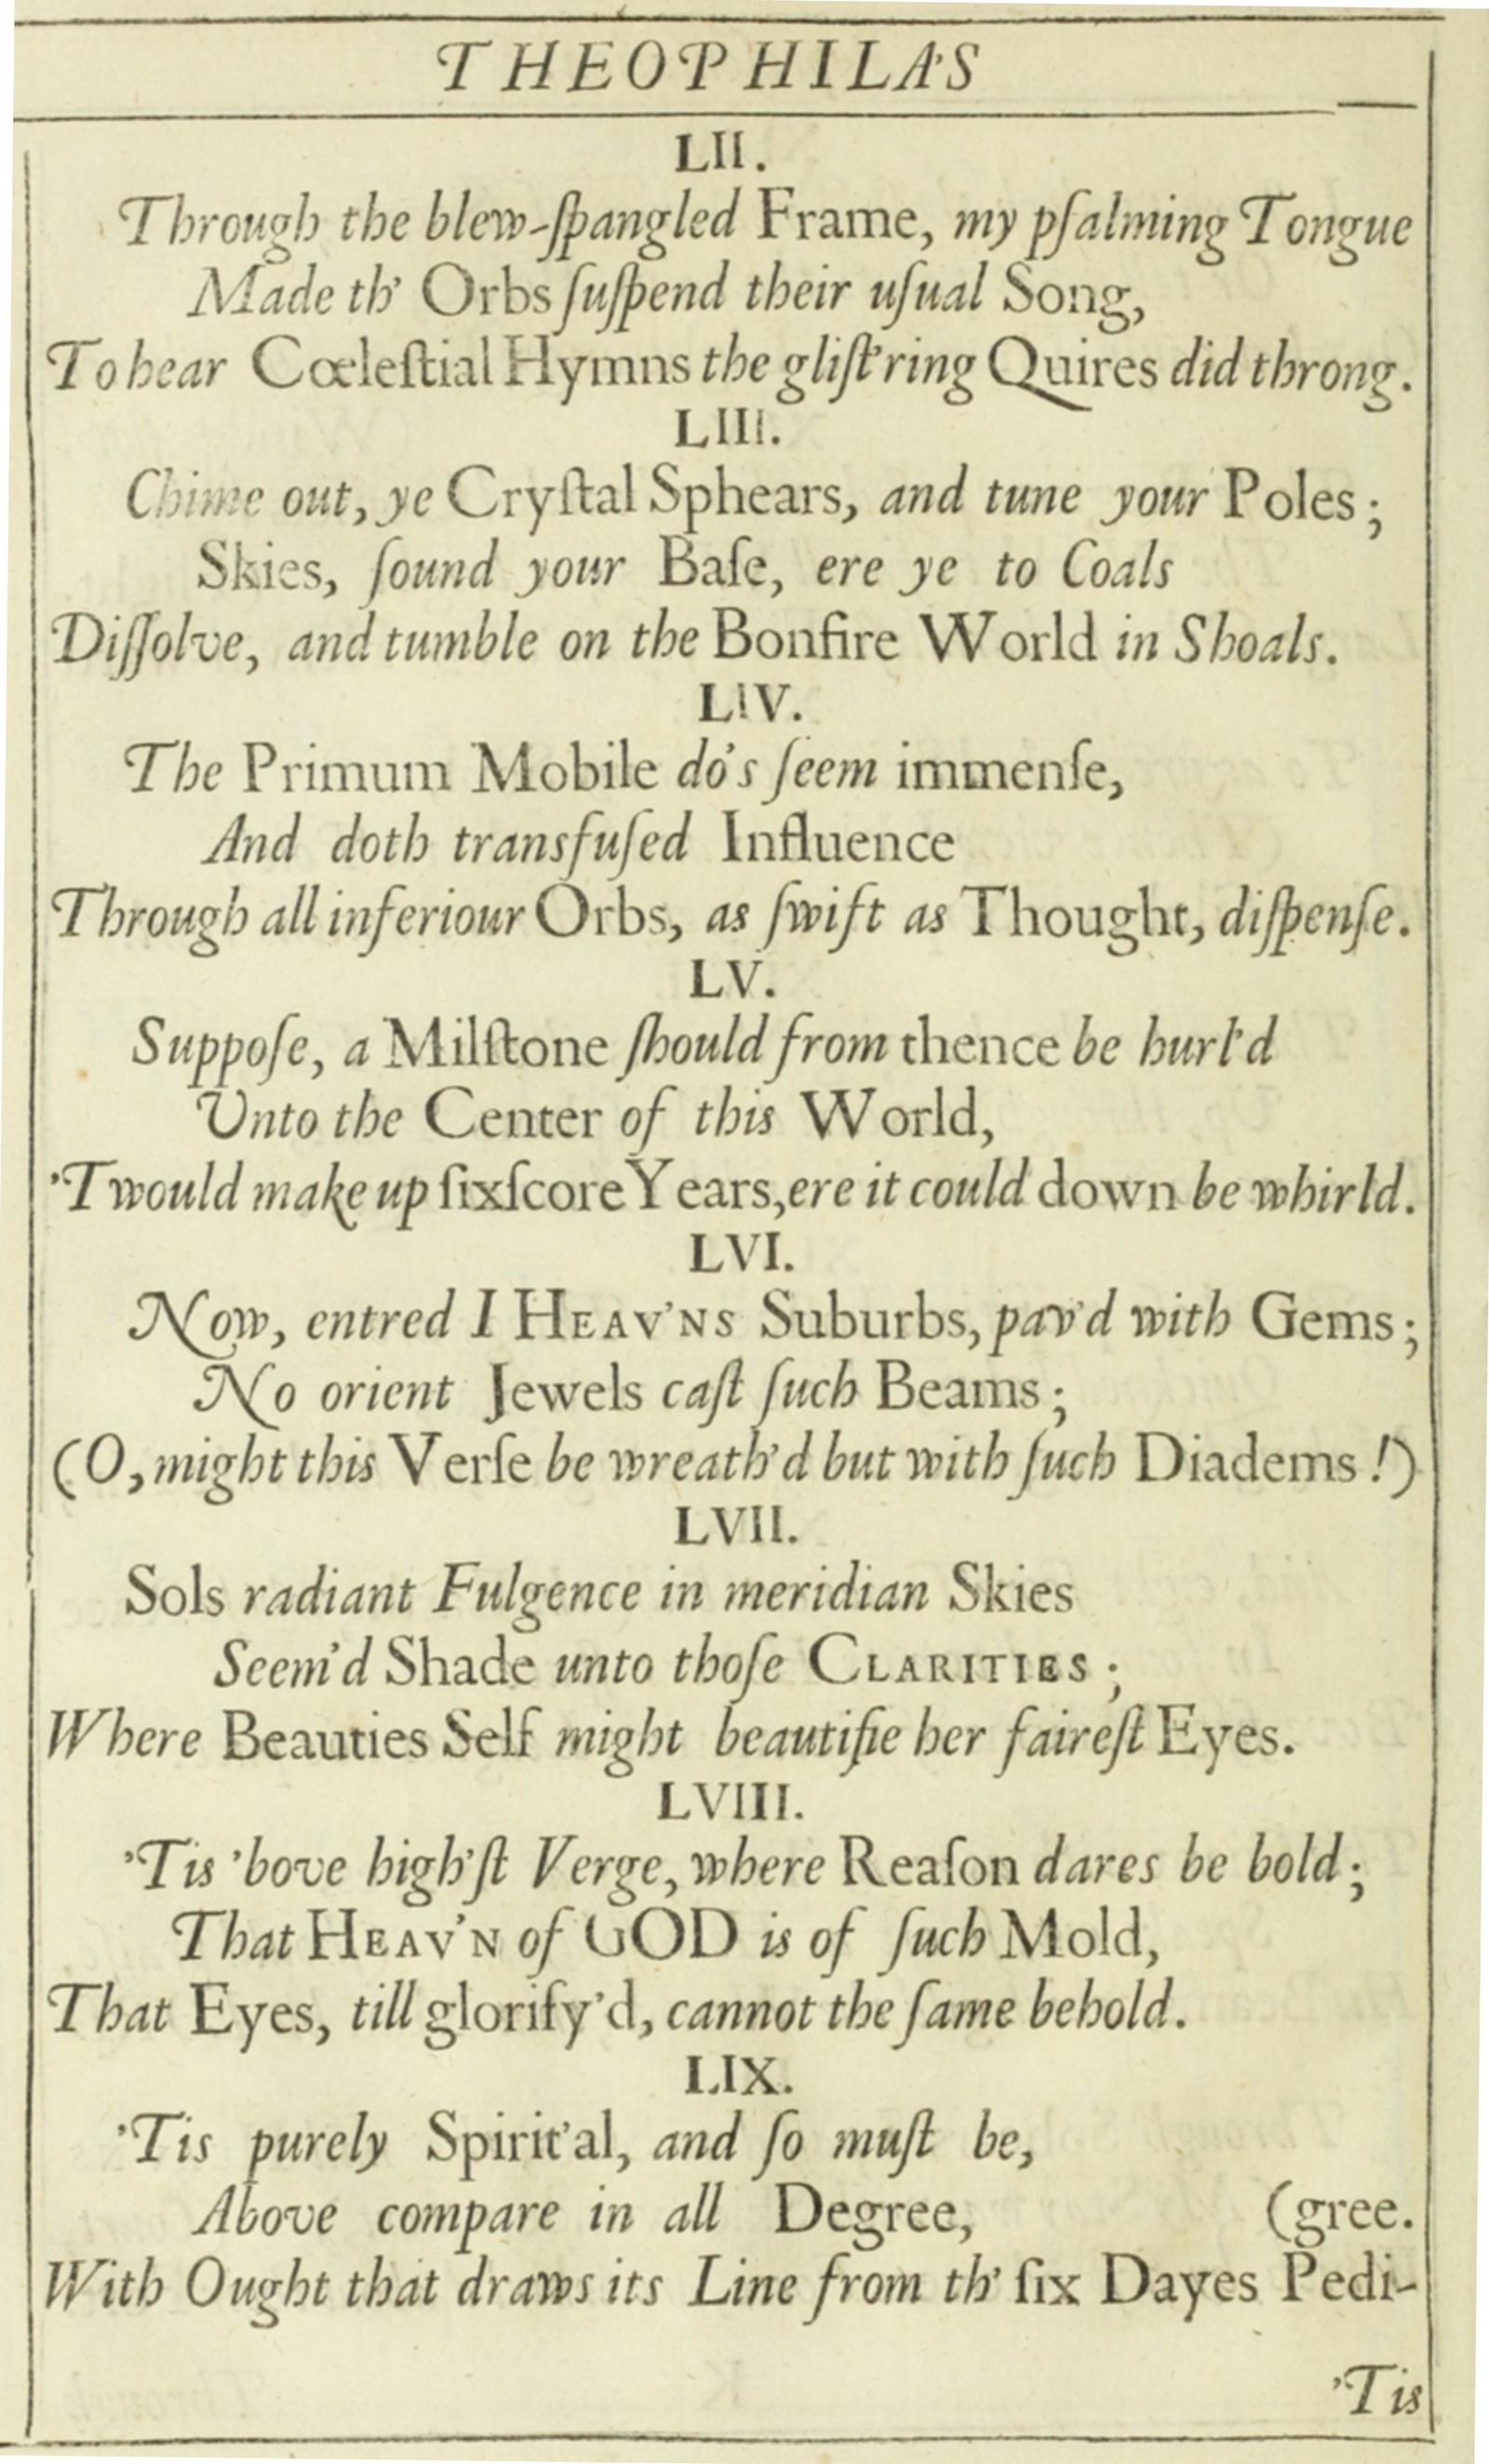 THEOPHILA'S
LII.
Through the blew-ſpangled Frame, my pſalming Tongue
Made th' Orbs ſuſpend their uſual Song,
To hear Cœleſtial Hymns the gliſt'ring Quires did throng.
LIII.
Chime out, ye Cryſtal Sphears, and tune your Poles;
Skies, ſound your Baſe, ere ye to Coals
Diſſolve, and tumble on the Bonfire World in Shoals.
LIV.
The Primum Mobile do's ſeem immenſe,
And doth transfuſed Influence
Through all inferiour Orbs, as ſwift as Thought, diſpenſe.
LV.
Suppoſe, a Milſtone ſhould from thence be hurl'd
Unto the Center of this World,
'Twould make up ſixſcore Years, ere it could down be whirld.
LVI.
Now, entred I HEAV'NS Suburbs, pav'd with Gems;
No orient Jewels caſt ſuch Beams;
(O, might this Verſe be wreath'd but with ſuch Diadems!)
LVII.
Sols radiant Fulgence in meridian Skies
Seem'd Shade unto thoſe CLARITIES;
Where Beauties Self might beautifie her faireſt Eyes.
LVIII.
'Tis 'bove high'ſt Verge, where Reaſon dares be bold;
That HEAV'N of GOD is of ſuch Mold,
That Eyes, till glorify'd, cannot the ſame behold.
LIX.
'Tis purely Spirit'al, and ſo muſt be,
Above compare in all Degree, (gree.
With Ought that draws its Line from th' ſix Dayes Pedi-
'Tis